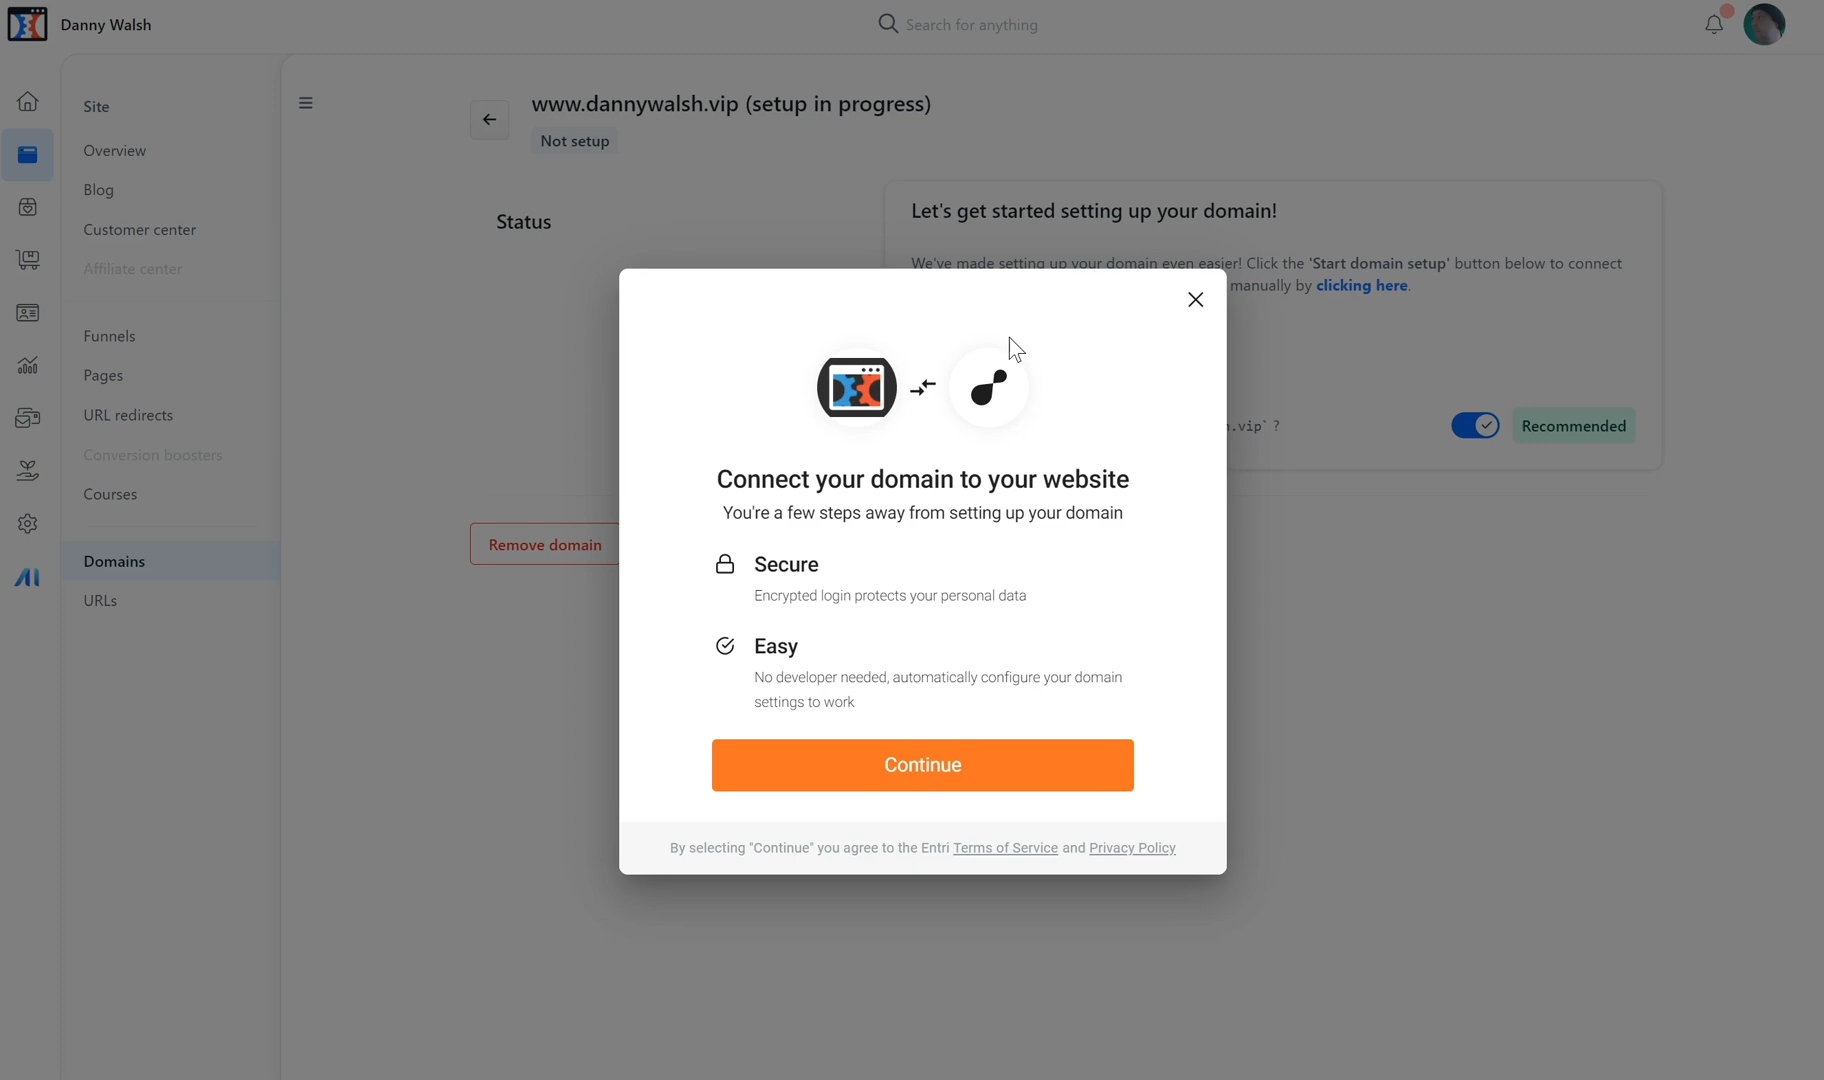 Danny Walsh
Search for anything
Site
Overview
Blog
Customer center
Affiliate center
Funnels
Pages
URL redirects
Conversion boosters
Courses
Domains
URLs
www.dannywalsh.vip (setup in progress)
Not setup
Status
Let's get started setting up your domain!
We've made setting up your domain even easier! Click the 'Start domain setup' button below to connect
manually by clicking here.
.vip` ?
Recommended
Remove domain
Connect your domain to your website
You're a few steps away from setting up your domain
Secure
Encrypted login protects your personal data
Easy
No developer needed, automatically configure your domain
settings to work
Continue
By selecting "Continue" you agree to the Entri Terms of Service and Privacy Policy